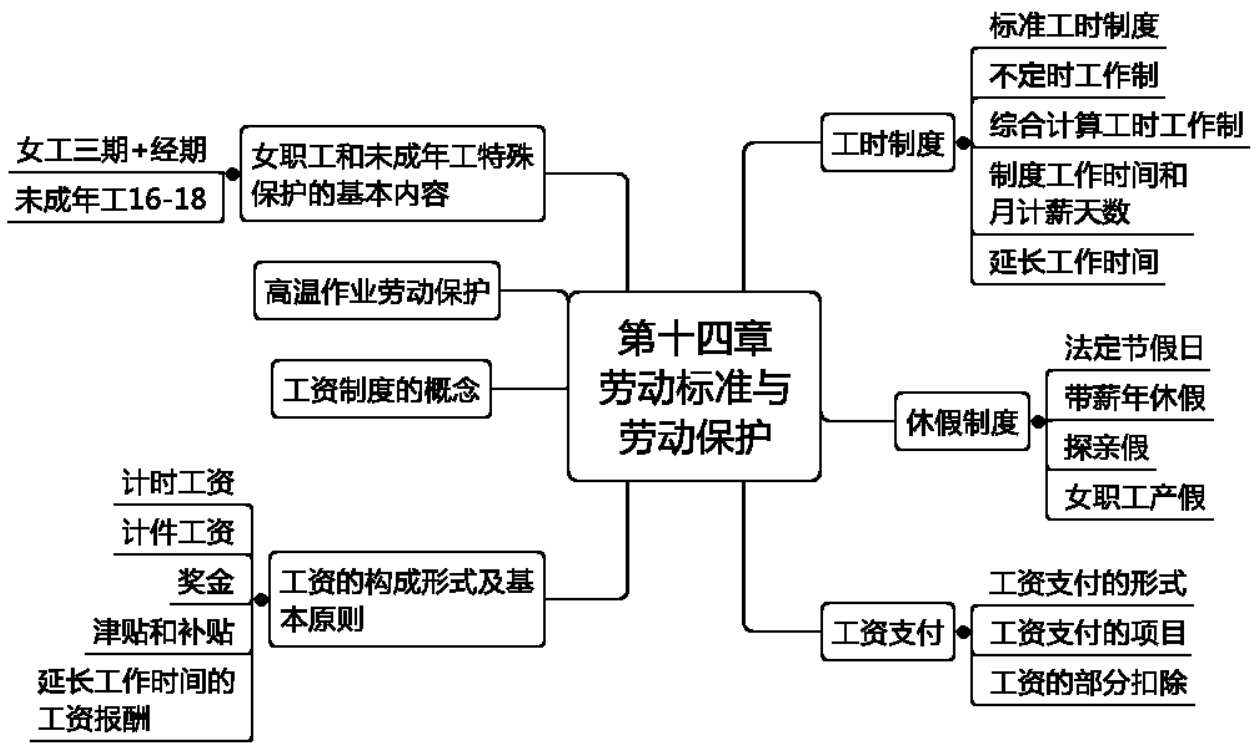 第十四章
劳动标准与
劳动保护
工时制度
标准工时制度
不定时工作制
综合计算工时工作制
制度工作时间和
月计薪天数
延长工作时间
休假制度
法定节假日
带薪年休假
探亲假
女职工产假
工资支付
工资支付的形式
工资支付的项目
工资的部分扣除
女职工和未成年工特殊
保护的基本内容
女工三期+经期
未成年工16-18
高温作业劳动保护
工资制度的概念
工资的构成形式及基
本原则
计时工资
计件工资
奖金
津贴和补贴
延长工作时间的
工资报酬